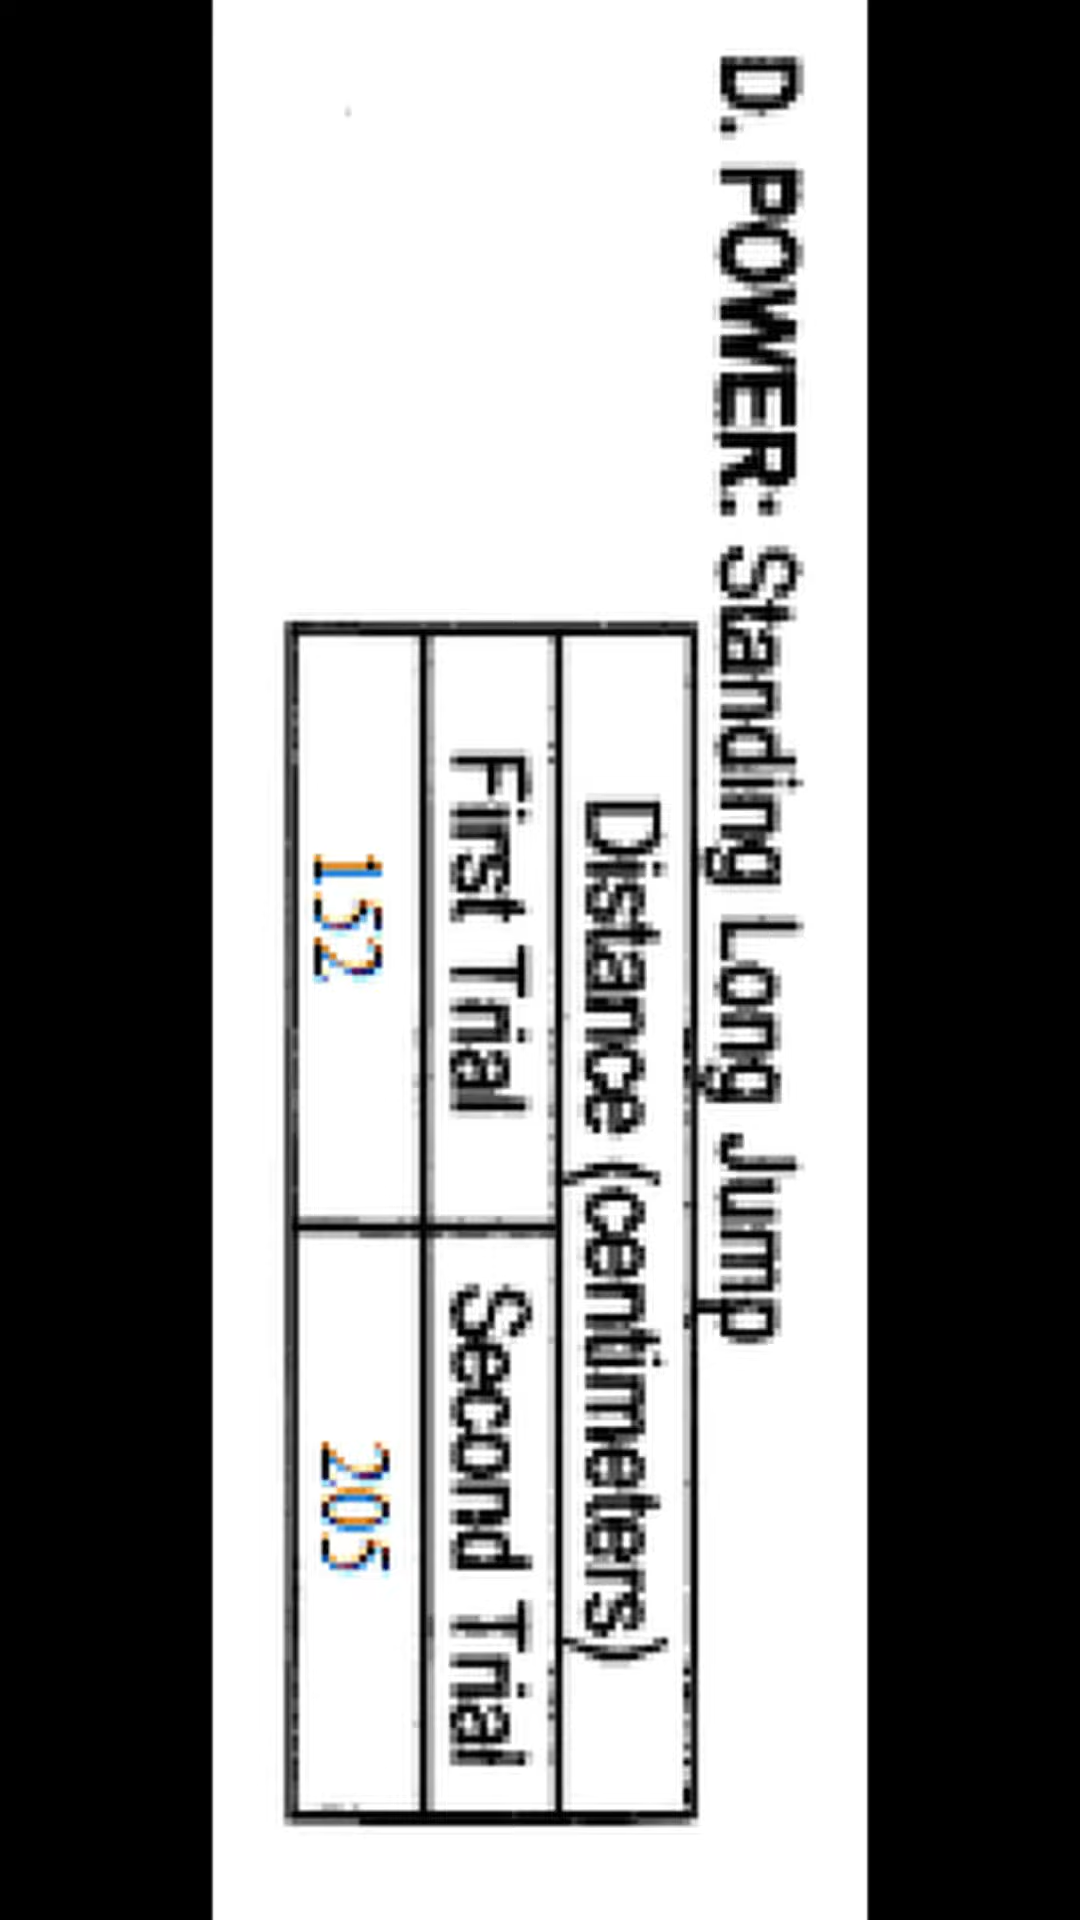 D. POWER: Standing Long Jump
Distance (centimeters)
First Trial Second Trial
152 205